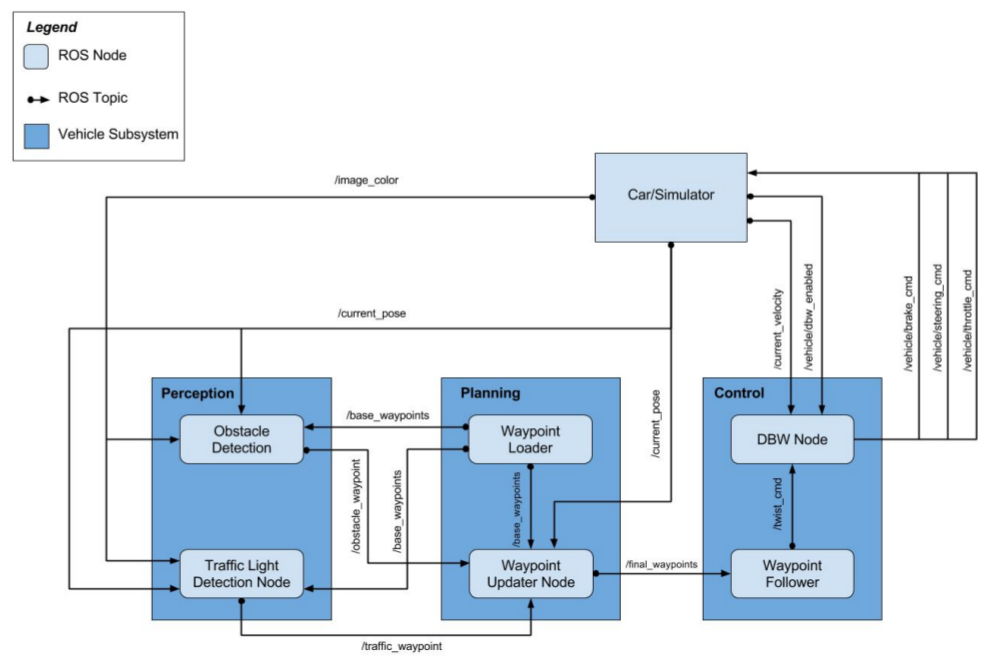 Legend
ROS Node
ROS Topic
Vehicle Subsystem
/image_color
Car/Simulator
/current_pose
/current_velocity
/vehicle/dbw_enabled
/vehicle/brake_cmd
/vehicle/steering_cmd
/vehicle/throttle_cmd
Perception
Planning
Control
/current_pose
Obstacle
Detection
/base_waypoints
Waypoint
Loader
DBW Node
/obstacle_waypoint
/base_waypoints
/base_waypoints
/twist_cmd
Traffic Light
Detection Node
Waypoint
Updater Node
/final_waypoints
Waypoint
Follower
/traffic_waypoint